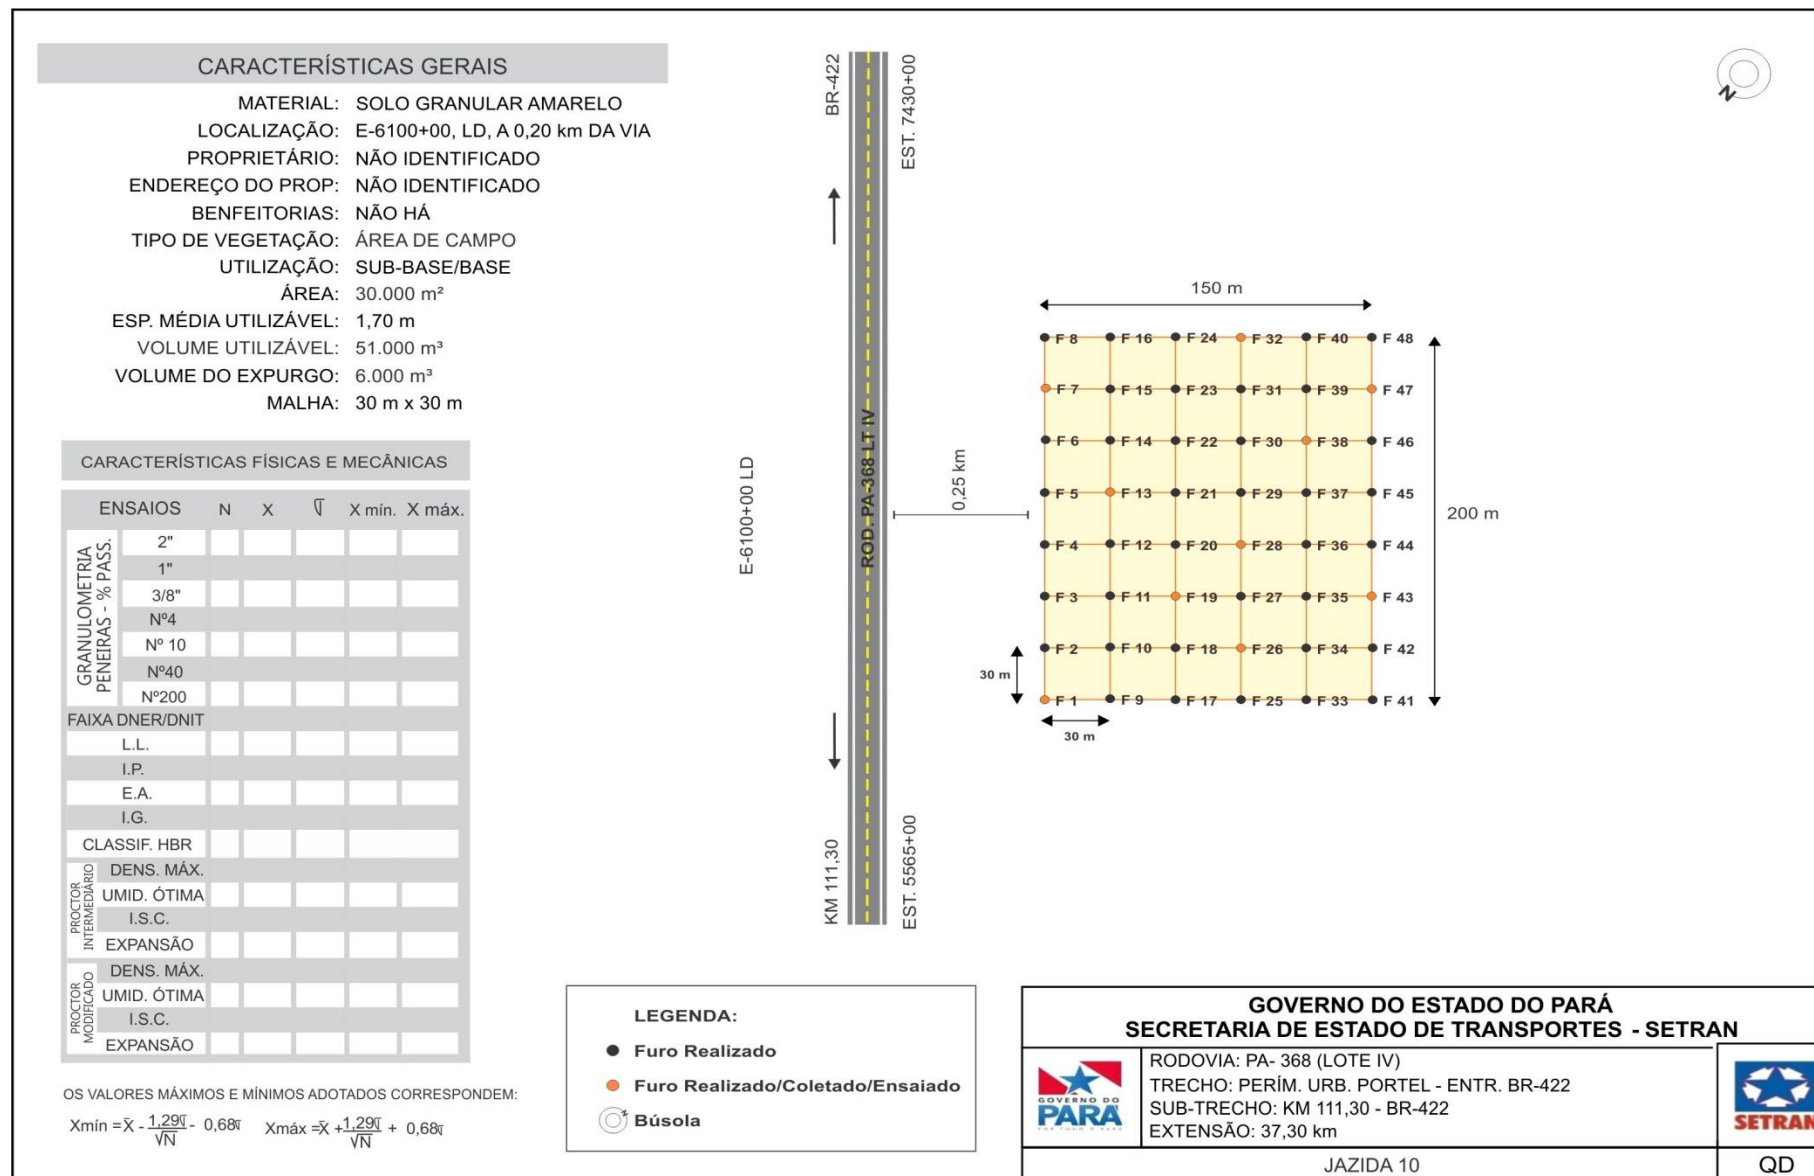 CARACTERÍSTICAS GERAIS
MATERIAL: SOLO GRANULAR AMARELO
LOCALIZAÇÃO: E-6100+00, LD, A 0,20 km DA VIA
PROPRIETÁRIO: NÃO IDENTIFICADO
ENDEREÇO DO PROP: NÃO IDENTIFICADO
BENFEITORIAS: NÃO HÁ
TIPO DE VEGETAÇÃO: ÁREA DE CAMPO
UTILIZAÇÃO: SUB-BASE/BASE
ÁREA: 30.000 m²
ESP. MÉDIA UTILIZÁVEL: 1,70 m
VOLUME UTILIZÁVEL: 51.000 m³
VOLUME DO EXPURGO: 6.000 m³
MALHA: 30 m x 30 m
CARACTERÍSTICAS FÍSICAS E MECÂNICAS
ENSAIOS N X σ X mín. X máx.
GRANULOMETRIA
PENEIRAS - % PASS.
2"
1"
3/8"
Nº4
Nº 10
Nº40
Nº200
FAIXA DNER/DNIT
L.L.
I.P.
E.A.
I.G.
CLASSIF. HBR
PROCTOR
INTERMEDIÁRIO
DENS. MÁX.
UMID. ÓTIMA
I.S.C.
EXPANSÃO
PROCTOR
MODIFICADO
DENS. MÁX.
UMID. ÓTIMA
I.S.C.
EXPANSÃO
OS VALORES MÁXIMOS E MÍNIMOS ADOTADOS CORRESPONDEM:
Xmín = X̄ - 1,29σ/√N - 0,68σ Xmáx = X̄ + 1,29σ/√N + 0,68σ
BR-422
EST. 7430+00
E-6100+00 LD
ROD. PA-368 LT IV
0,25 km
KM 111,30
EST. 5565+00
N
150 m
F 8 F 16 F 24 F 32 F 40 F 48
F 7 F 15 F 23 F 31 F 39 F 47
F 6 F 14 F 22 F 30 F 38 F 46
F 5 F 13 F 21 F 29 F 37 F 45
200 m
F 4 F 12 F 20 F 28 F 36 F 44
F 3 F 11 F 19 F 27 F 35 F 43
F 2 F 10 F 18 F 26 F 34 F 42
30 m
F 1 F 9 F 17 F 25 F 33 F 41
30 m
LEGENDA:
Furo Realizado
Furo Realizado/Coletado/Ensaiado
N
Búsola
GOVERNO DO ESTADO DO PARÁ
SECRETARIA DE ESTADO DE TRANSPORTES - SETRAN
GOVERNO DO
PARÁ
POR TODO O PARÁ
RODOVIA: PA- 368 (LOTE IV)
TRECHO: PERÍM. URB. PORTEL - ENTR. BR-422
SUB-TRECHO: KM 111,30 - BR-422
EXTENSÃO: 37,30 km
SETRAN
JAZIDA 10
QD